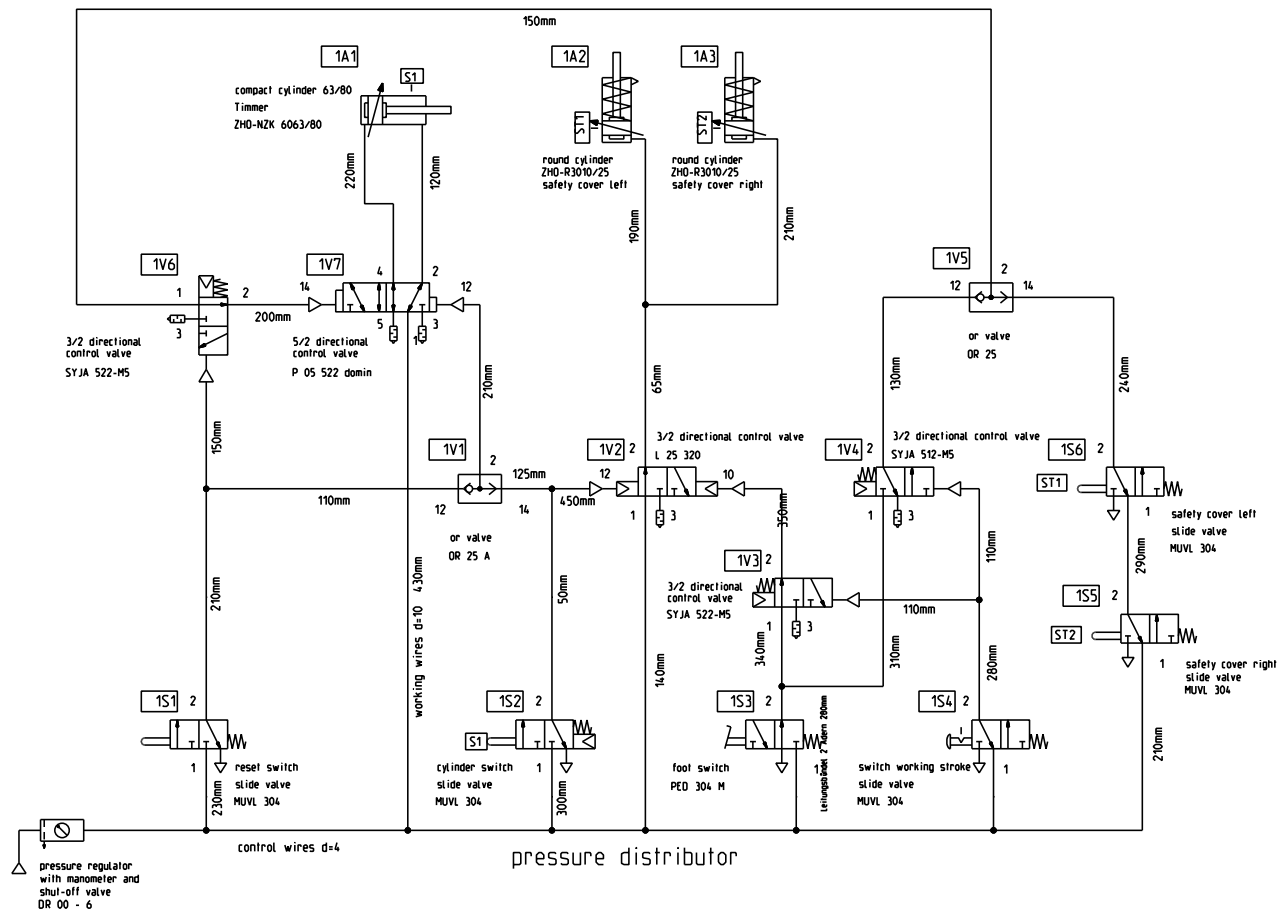 150mm
1A1
S1
compact cylinder 63/80
Timmer
ZHO-NZK 6063/80
220mm
120mm
1A2
1A3
ST1
ST2
round cylinder
ZHO-R3010/25
safety cover left
round cylinder
ZHO-R3010/25
safety cover right
190mm
210mm
1V6
1
2
3
200mm
3/2 directional
control valve
SYJA 522-M5
1V7
14
4
2
12
5
1
3
5/2 directional
control valve
P 05 522 domin
210mm
1V5
2
12
14
or valve
OR 25
65mm
130mm
240mm
150mm
1V1
2
125mm
110mm
12
14
450mm
or valve
OR 25 A
1V2
2
3/2 directional control valve
L 25 320
12
10
1
3
350mm
1V4
2
3/2 directional control valve
SYJA 512-M5
1
3
110mm
1S6
2
ST1
1
safety cover left
slide valve
MUVL 304
290mm
1V3
2
3/2 directional
control valve
SYJA 522-M5
1
3
110mm
1S5
2
ST2
1
safety cover right
slide valve
MUVL 304
210mm
working wires d=10 430mm
50mm
140mm
340mm
310mm
280mm
210mm
1S1
2
1
reset switch
slide valve
MUVL 304
230mm
1S2
2
S1
1
cylinder switch
slide valve
MUVL 304
300mm
1S3
2
1
foot switch
PED 304 M
Leitungsbündel 2 Adern 280mm
1S4
2
1
switch working stroke
slide valve
MUVL 304
control wires d=4
pressure distributor
pressure regulator
with manometer and
shut-off valve
DR 00 - 6